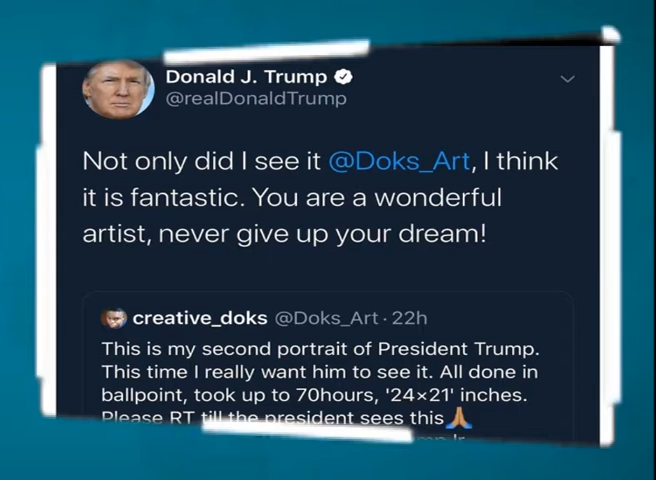 Donald J. Trump
@realDonaldTrump
Not only did I see it @Doks_Art, I think
it is fantastic. You are a wonderful
artist, never give up your dream!
creative_doks @Doks_Art · 22h
This is my second portrait of President Trump.
This time I really want him to see it. All done in
ballpoint, took up to 70hours, '24×21' inches.
Please RT till the president sees this🙏